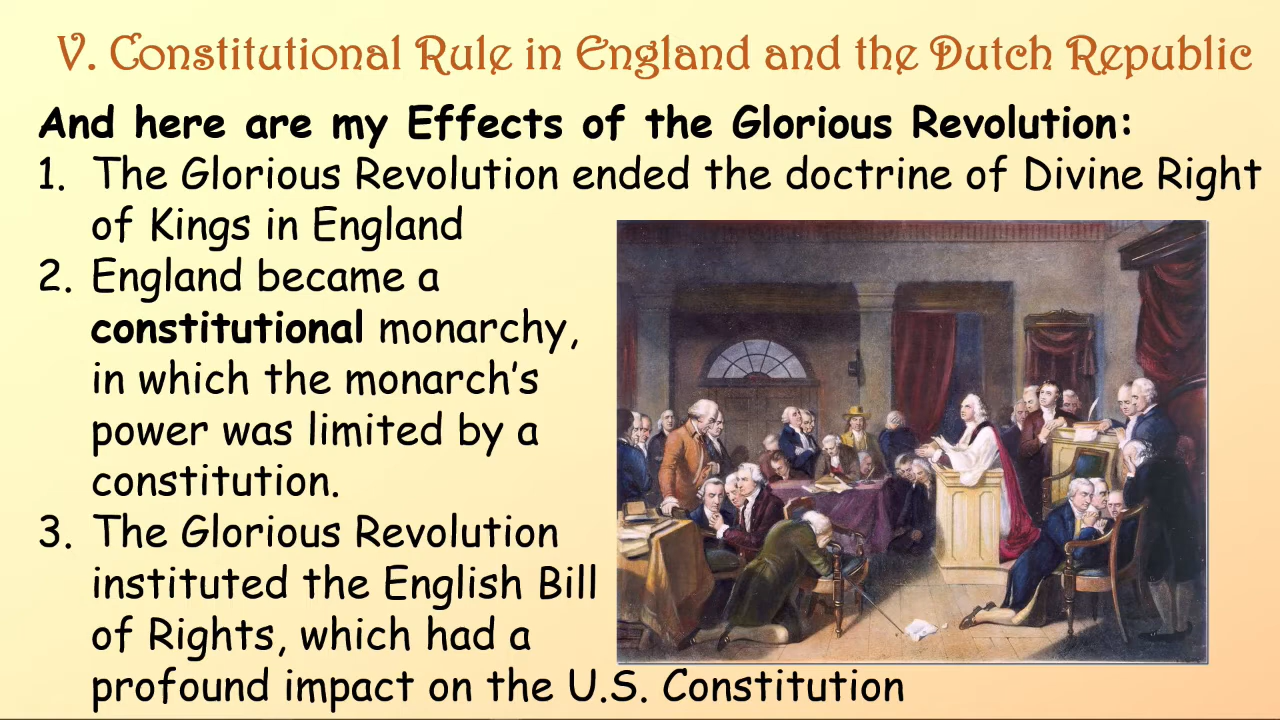 V. Constitutional Rule in England and the Dutch Republic
And here are my Effects of the Glorious Revolution:
1. The Glorious Revolution ended the doctrine of Divine Right
of Kings in England
2. England became a
constitutional monarchy,
in which the monarch’s
power was limited by a
constitution.
3. The Glorious Revolution
instituted the English Bill
of Rights, which had a
profound impact on the U.S. Constitution